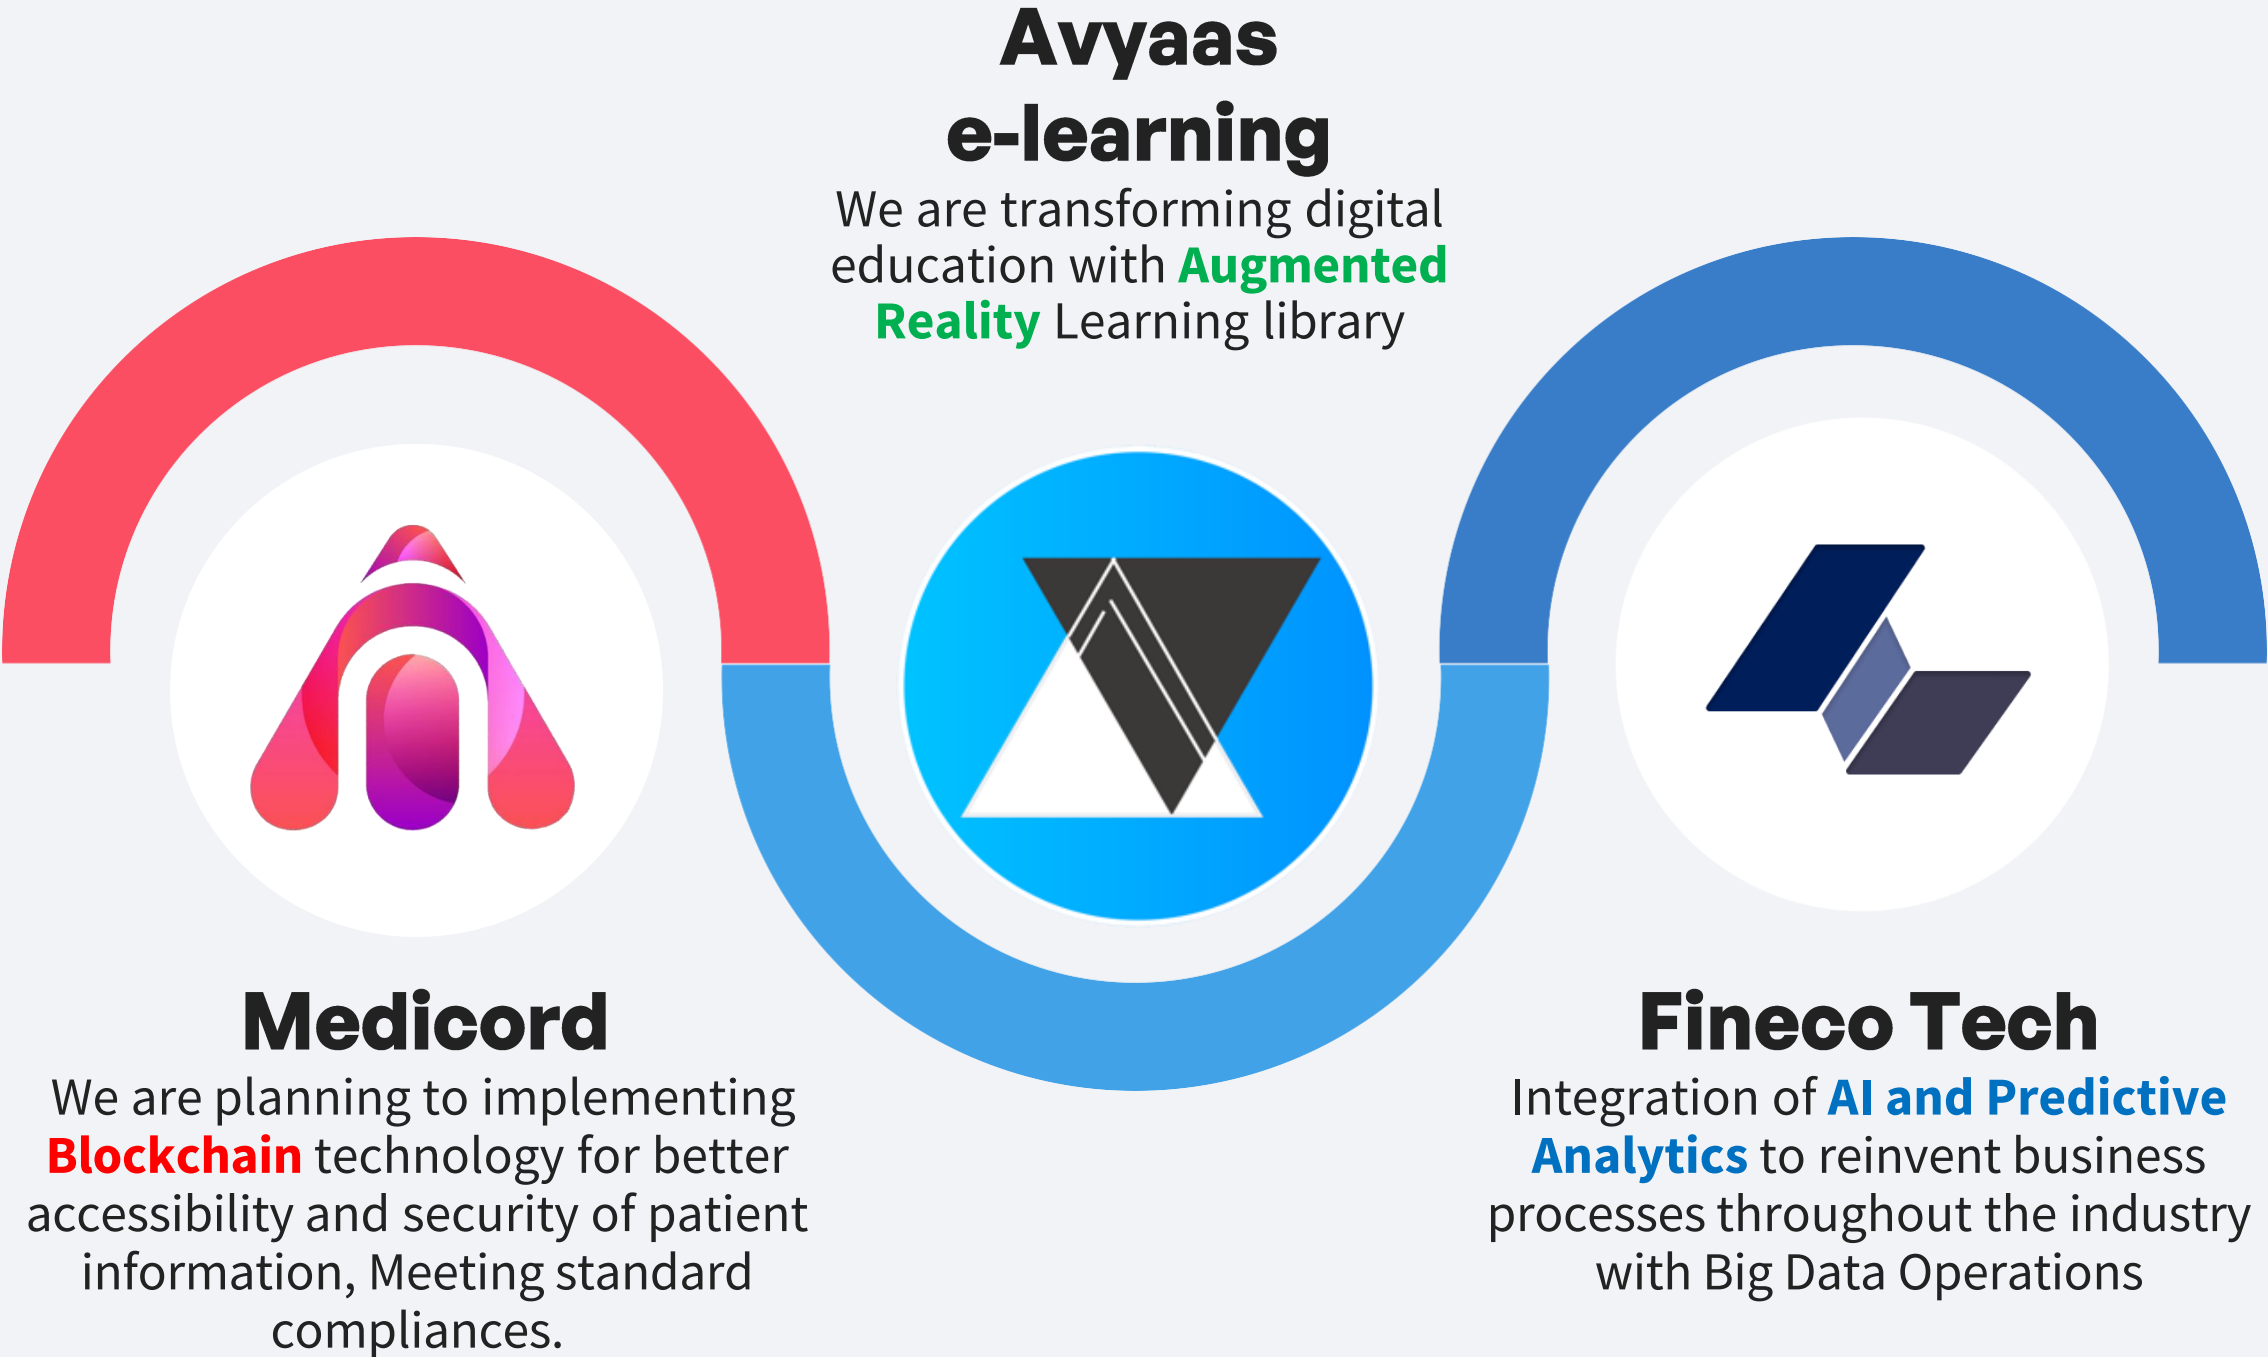 Avyaas
e-learning
We are transforming digital
education with Augmented
Reality Learning library
Medicord
We are planning to implementing
Blockchain technology for better
accessibility and security of patient
information, Meeting standard
compliances.
Fineco Tech
Integration of AI and Predictive
Analytics to reinvent business
processes throughout the industry
with Big Data Operations